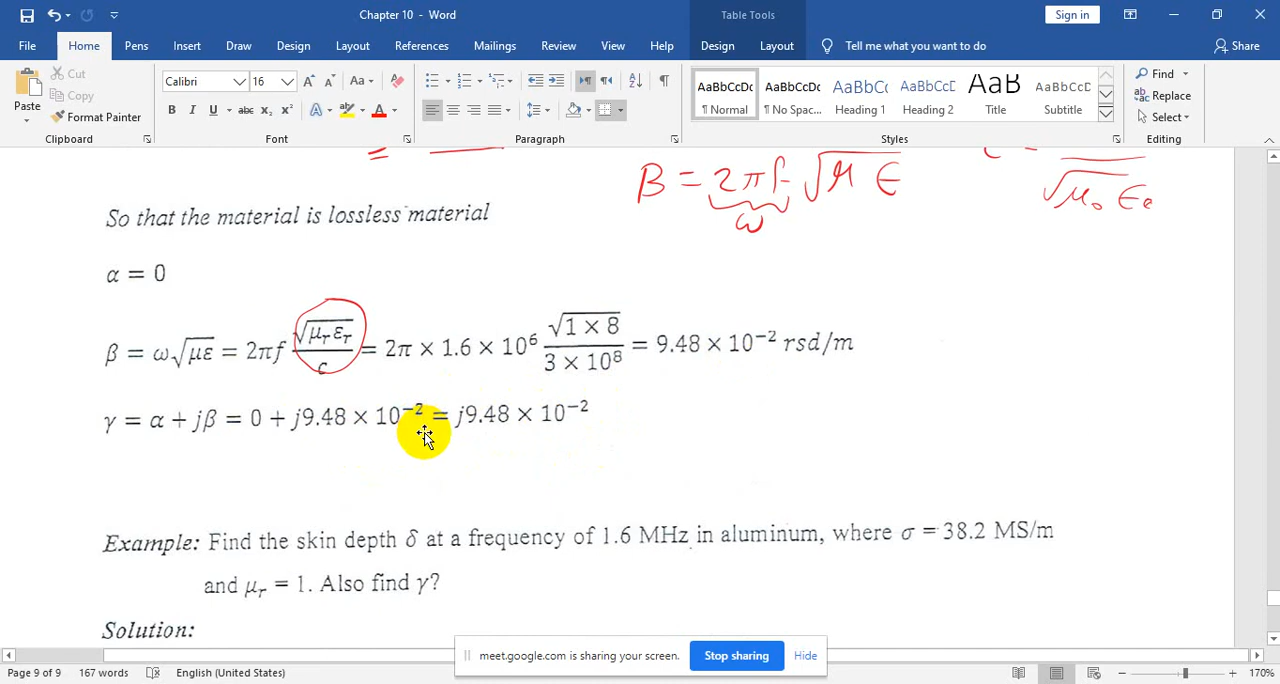 Chapter 10 - Word
Table Tools
Sign in
File Home Pens Insert Draw Design Layout References Mailings Review View Help Design Layout Tell me what you want to do Share
Paste Cut Copy Format Painter
Calibri 16 Aa
B I U abc x₂ x² A A
AaBbCcDc AaBbCcDc AaBbCc AaBbCcD AaB AaBbCcD
¶ Normal ¶ No Spac... Heading 1 Heading 2 Title Subtitle
Find Replace Select
Clipboard Font Paragraph Styles Editing
β = 2πf √μ ϵ
ω
√μ₀ ϵ₀
So that the material is lossless material
α = 0
β = ω√με = 2πf √μᵣεᵣ / c = 2π × 1.6 × 10⁶ √1 × 8 / 3 × 10⁸ = 9.48 × 10⁻² rsd/m
γ = α + jβ = 0 + j9.48 × 10⁻² = j9.48 × 10⁻²
Example: Find the skin depth δ at a frequency of 1.6 MHz in aluminum, where σ = 38.2 MS/m
and μᵣ = 1. Also find γ?
Solution:
meet.google.com is sharing your screen. Stop sharing Hide
Page 9 of 9 167 words English (United States) 170%